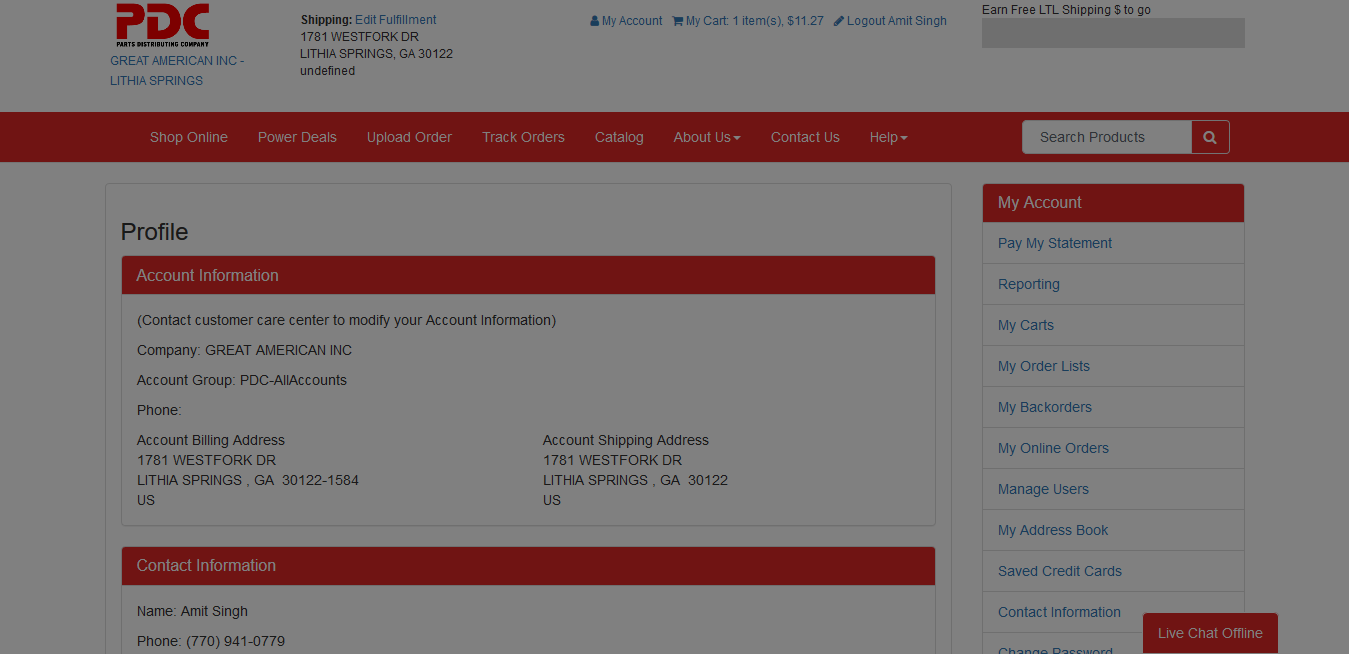 PDC
PARTS DISTRIBUTING COMPANY
GREAT AMERICAN INC -
LITHIA SPRINGS
Shipping: Edit Fulfillment
1781 WESTFORK DR
LITHIA SPRINGS, GA 30122
undefined
My Account My Cart: 1 item(s), $11.27 Logout Amit Singh
Earn Free LTL Shipping $ to go
Shop Online Power Deals Upload Order Track Orders Catalog About Us Contact Us Help Search Products
Profile
Account Information
(Contact customer care center to modify your Account Information)
Company: GREAT AMERICAN INC
Account Group: PDC-AllAccounts
Phone:
Account Billing Address
1781 WESTFORK DR
LITHIA SPRINGS , GA 30122-1584
US
Account Shipping Address
1781 WESTFORK DR
LITHIA SPRINGS , GA 30122
US
Contact Information
Name: Amit Singh
Phone: (770) 941-0779
My Account
Pay My Statement
Reporting
My Carts
My Order Lists
My Backorders
My Online Orders
Manage Users
My Address Book
Saved Credit Cards
Contact Information
Change Password
Live Chat Offline